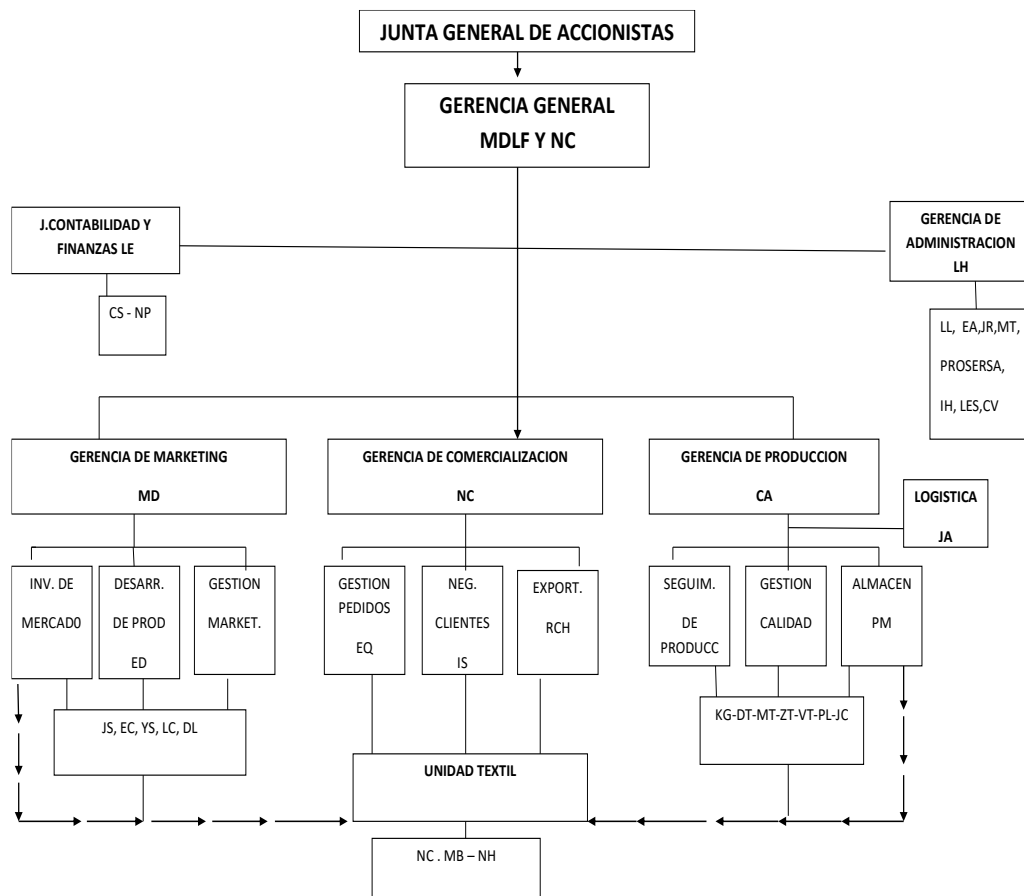 JUNTA GENERAL DE ACCIONISTAS
GERENCIA GENERAL
MDLF Y NC
J.CONTABILIDAD Y
FINANZAS LE
GERENCIA DE
ADMINISTRACION
LH
CS - NP
LL, EA,JR,MT,
PROSERSA,
IH, LES,CV
GERENCIA DE MARKETING
MD
GERENCIA DE COMERCIALIZACION
NC
GERENCIA DE PRODUCCION
CA
LOGISTICA
JA
INV. DE
MERCAD0
DESARR.
DE PROD
ED
GESTION
MARKET.
GESTION
PEDIDOS
EQ
NEG.
CLIENTES
IS
EXPORT.
RCH
SEGUIM.
DE
PRODUCC
GESTION
CALIDAD
ALMACEN
PM
JS, EC, YS, LC, DL
KG-DT-MT-ZT-VT-PL-JC
UNIDAD TEXTIL
NC . MB – NH